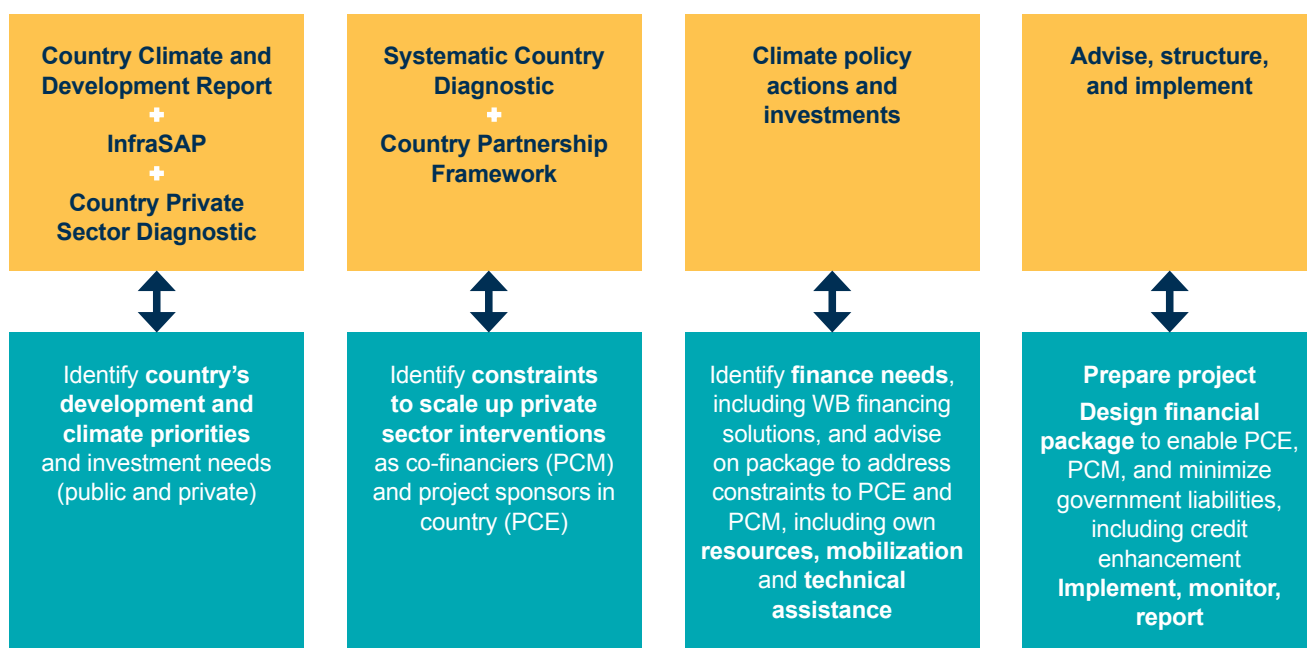 Country Climate and
Development Report
+
InfraSAP
+
Country Private
Sector Diagnostic
Systematic Country
Diagnostic
+
Country Partnership
Framework
Climate policy
actions and
investments
Advise, structure,
and implement
Identify country's
development and
climate priorities
and investment needs
(public and private)
Identify constraints
to scale up private
sector interventions
as co-financiers (PCM)
and project sponsors in
country (PCE)
Identify finance needs,
including WB financing
solutions, and advise
on package to address
constraints to PCE and
PCM, including own
resources, mobilization
and technical
assistance
Prepare project
Design financial
package to enable PCE,
PCM, and minimize
government liabilities,
including credit
enhancement
Implement, monitor,
report